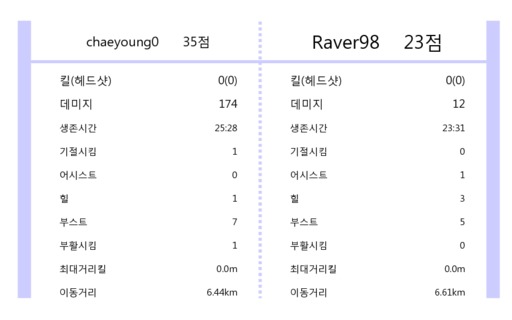 chaeyoung0 35점
킬(헤드샷) 0(0)
데미지 174
생존시간 25:28
기절시킴 1
어시스트 0
힐 1
부스트 7
부활시킴 1
최대거리킬 0.0m
이동거리 6.44km
Raver98 23점
킬(헤드샷) 0(0)
데미지 12
생존시간 23:31
기절시킴 0
어시스트 1
힐 3
부스트 5
부활시킴 0
최대거리킬 0.0m
이동거리 6.61km